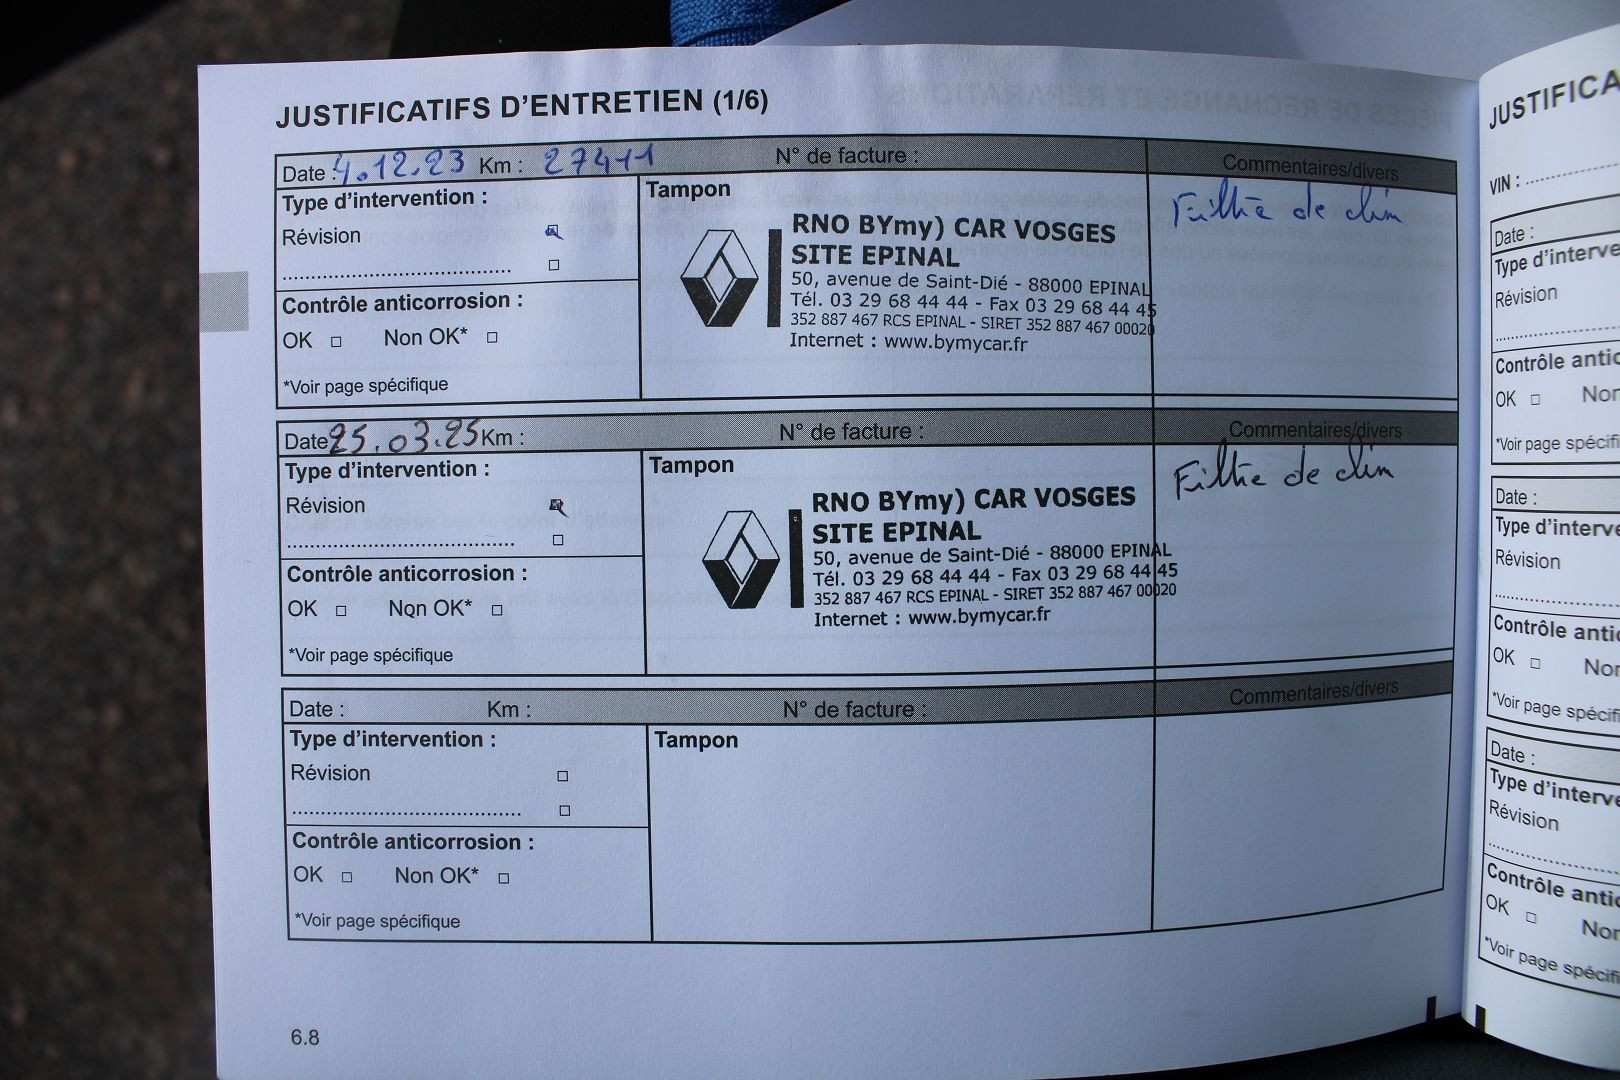 JUSTIFICATIFS D'ENTRETIEN (1/6)
Date : 4.12.23 Km : 27411 N° de facture : Commentaires/divers
Type d'intervention :
Révision
Contrôle anticorrosion :
OK Non OK*
*Voir page spécifique
Tampon
RNO BYmy) CAR VOSGES
SITE EPINAL
50, avenue de Saint-Dié - 88000 EPINAL
Tél. 03 29 68 44 44 - Fax 03 29 68 44 45
352 887 467 RCS EPINAL - SIRET 352 887 467 00020
Internet : www.bymycar.fr
Filtre de clim
Date 25.03.25 Km : N° de facture : Commentaires/divers
Type d'intervention :
Révision
Contrôle anticorrosion :
OK Non OK*
*Voir page spécifique
Tampon
RNO BYmy) CAR VOSGES
SITE EPINAL
50, avenue de Saint-Dié - 88000 EPINAL
Tél. 03 29 68 44 44 - Fax 03 29 68 44 45
352 887 467 RCS EPINAL - SIRET 352 887 467 00020
Internet : www.bymycar.fr
Filtre de clim
Date : Km : N° de facture : Commentaires/divers
Type d'intervention :
Révision
Contrôle anticorrosion :
OK Non OK*
*Voir page spécifique
Tampon
6.8
JUSTIFICA
VIN :
Date :
Type d'interve
Révision
Contrôle antic
OK Non
*Voir page spécifi
Date :
Type d'interve
Révision
Contrôle antic
OK Non
*Voir page spécifi
Date :
Type d'interve
Révision
Contrôle antic
OK Non
*Voir page spécifi